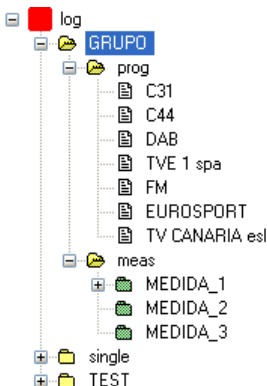 log
GRUPO
prog
C31
C44
DAB
TVE 1 spa
FM
EUROSPORT
TV CANARIA esl
meas
MEDIDA_1
MEDIDA_2
MEDIDA_3
single
TEST